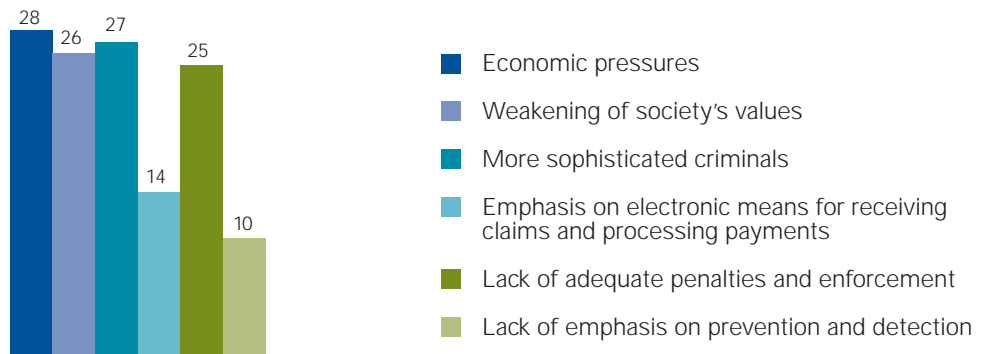 28
26
27
14
25
10
Economic pressures
Weakening of society’s values
More sophisticated criminals
Emphasis on electronic means for receiving
claims and processing payments
Lack of adequate penalties and enforcement
Lack of emphasis on prevention and detection